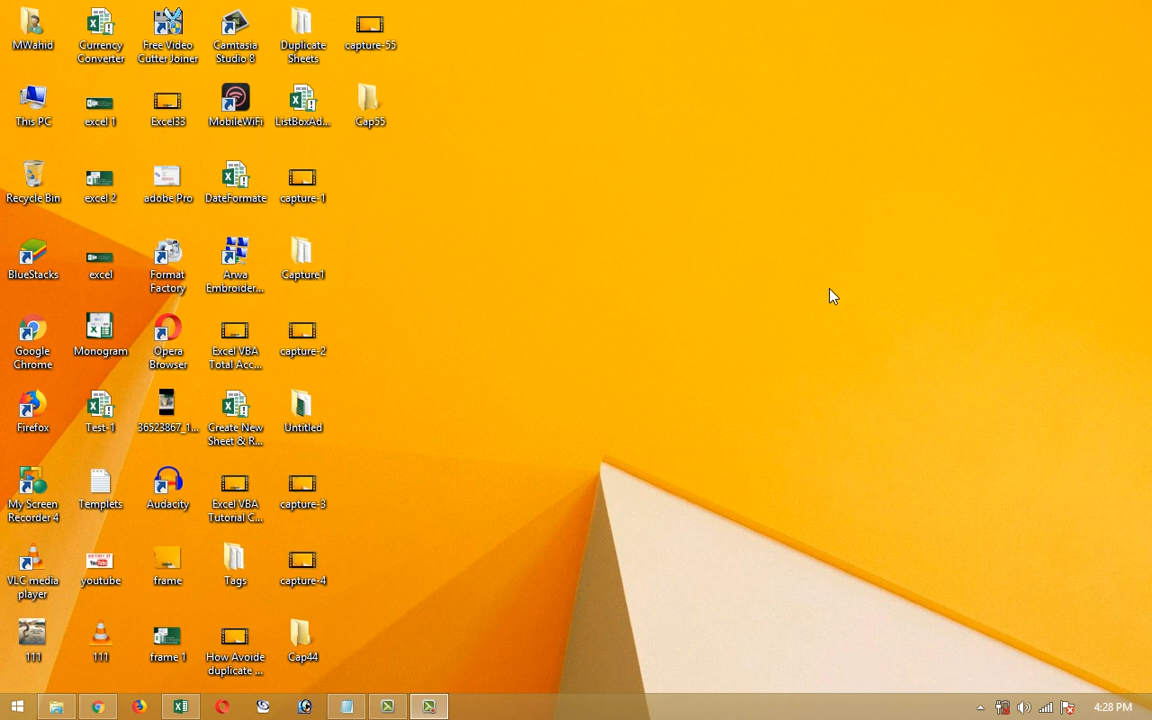 MWahid
Currency
Converter
Free Video
Cutter Joiner
Camtasia
Studio 8
Duplicate
Sheets
capture-55
This PC
excel 1
Excel33
MobileWiFi
ListBoxAd...
Cap55
Recycle Bin
excel 2
adobe Pro
DateFormate
capture-1
BlueStacks
excel
Format
Factory
Arwa
Embroider...
Capture1
Google
Chrome
Monogram
Opera
Browser
Excel VBA
Total Acc...
capture-2
Firefox
Test-1
36523867_1...
Create New
Sheet & R...
Untitled
My Screen
Recorder 4
Templets
Audacity
Excel VBA
Tutorial C...
capture-3
VLC media
player
youtube
frame
Tags
capture-4
111
111
frame 1
How Avoide
duplicate ...
Cap44
4:28 PM